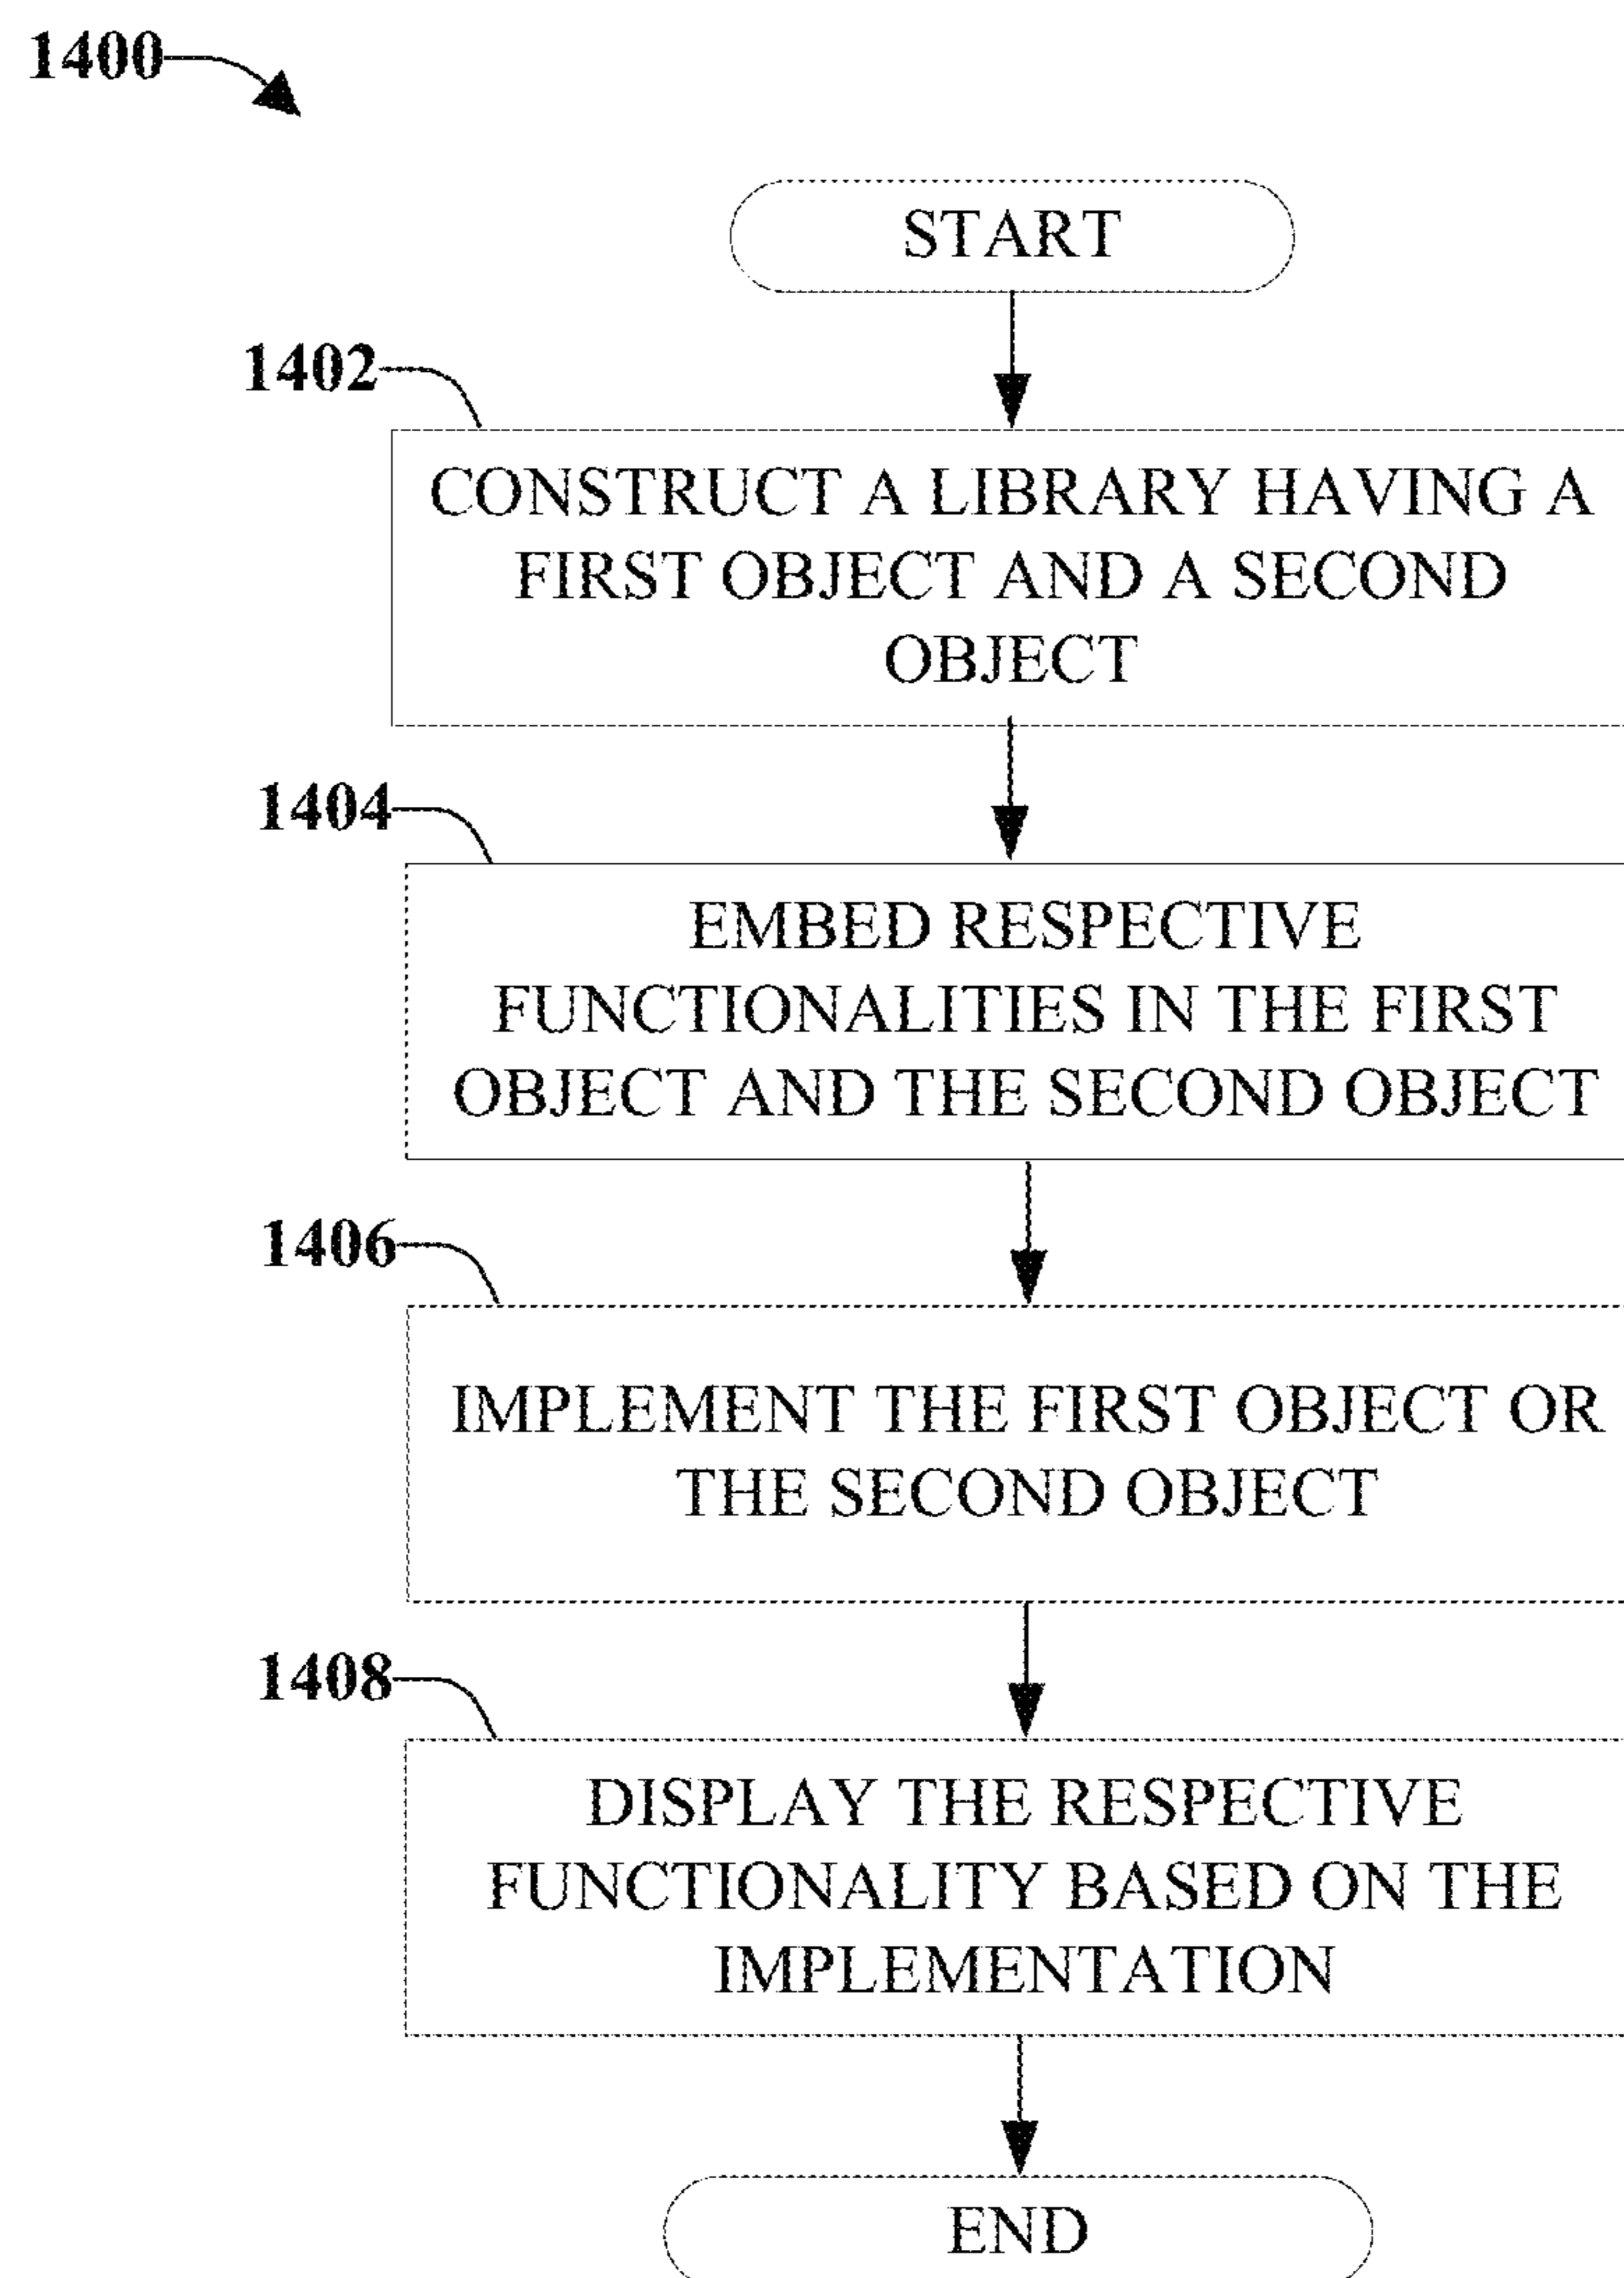 1400
START
1402
CONSTRUCT A LIBRARY HAVING A
FIRST OBJECT AND A SECOND
OBJECT
1404
EMBED RESPECTIVE
FUNCTIONALITIES IN THE FIRST
OBJECT AND THE SECOND OBJECT
1406
IMPLEMENT THE FIRST OBJECT OR
THE SECOND OBJECT
1408
DISPLAY THE RESPECTIVE
FUNCTIONALITY BASED ON THE
IMPLEMENTATION
END